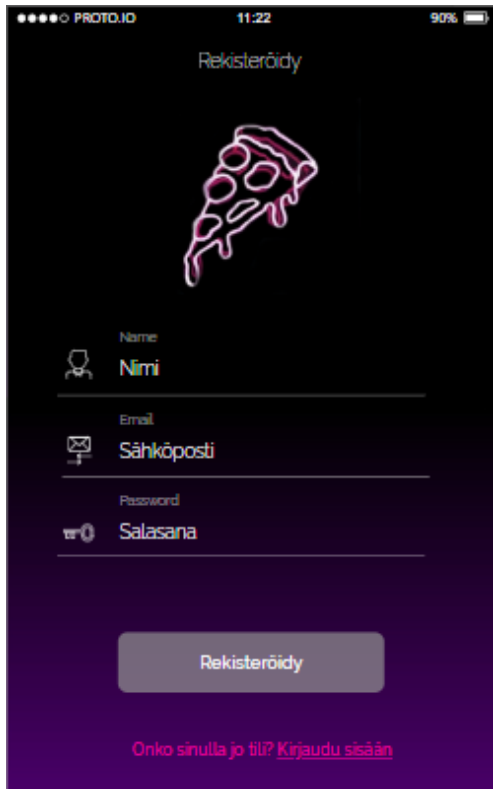 PROTO.IO 11:22 90%
Rekisteröidy
Name
Nimi
Email
Sähköposti
Password
Salasana
Rekisteröidy
Onko sinulla jo tili? Kirjaudu sisään